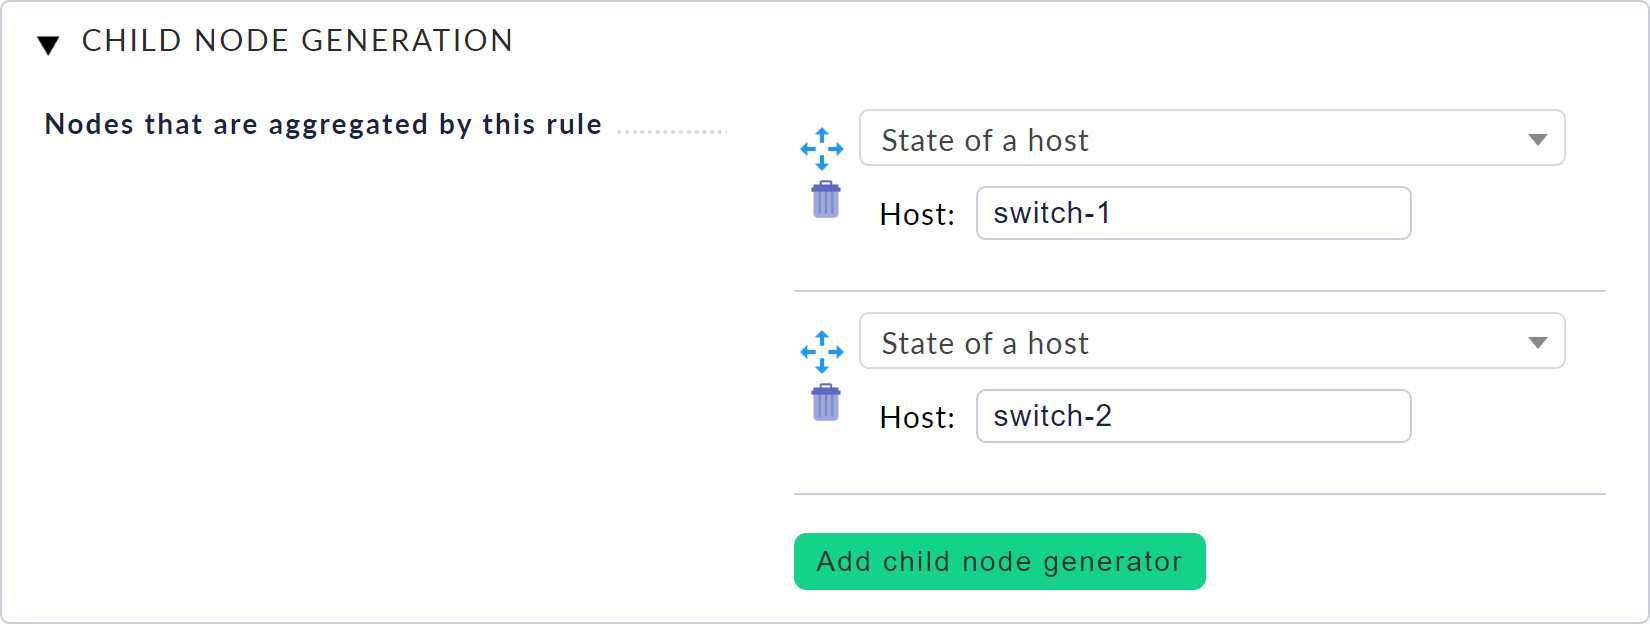 CHILD NODE GENERATION
Nodes that are aggregated by this rule
State of a host
Host: switch-1
State of a host
Host: switch-2
Add child node generator